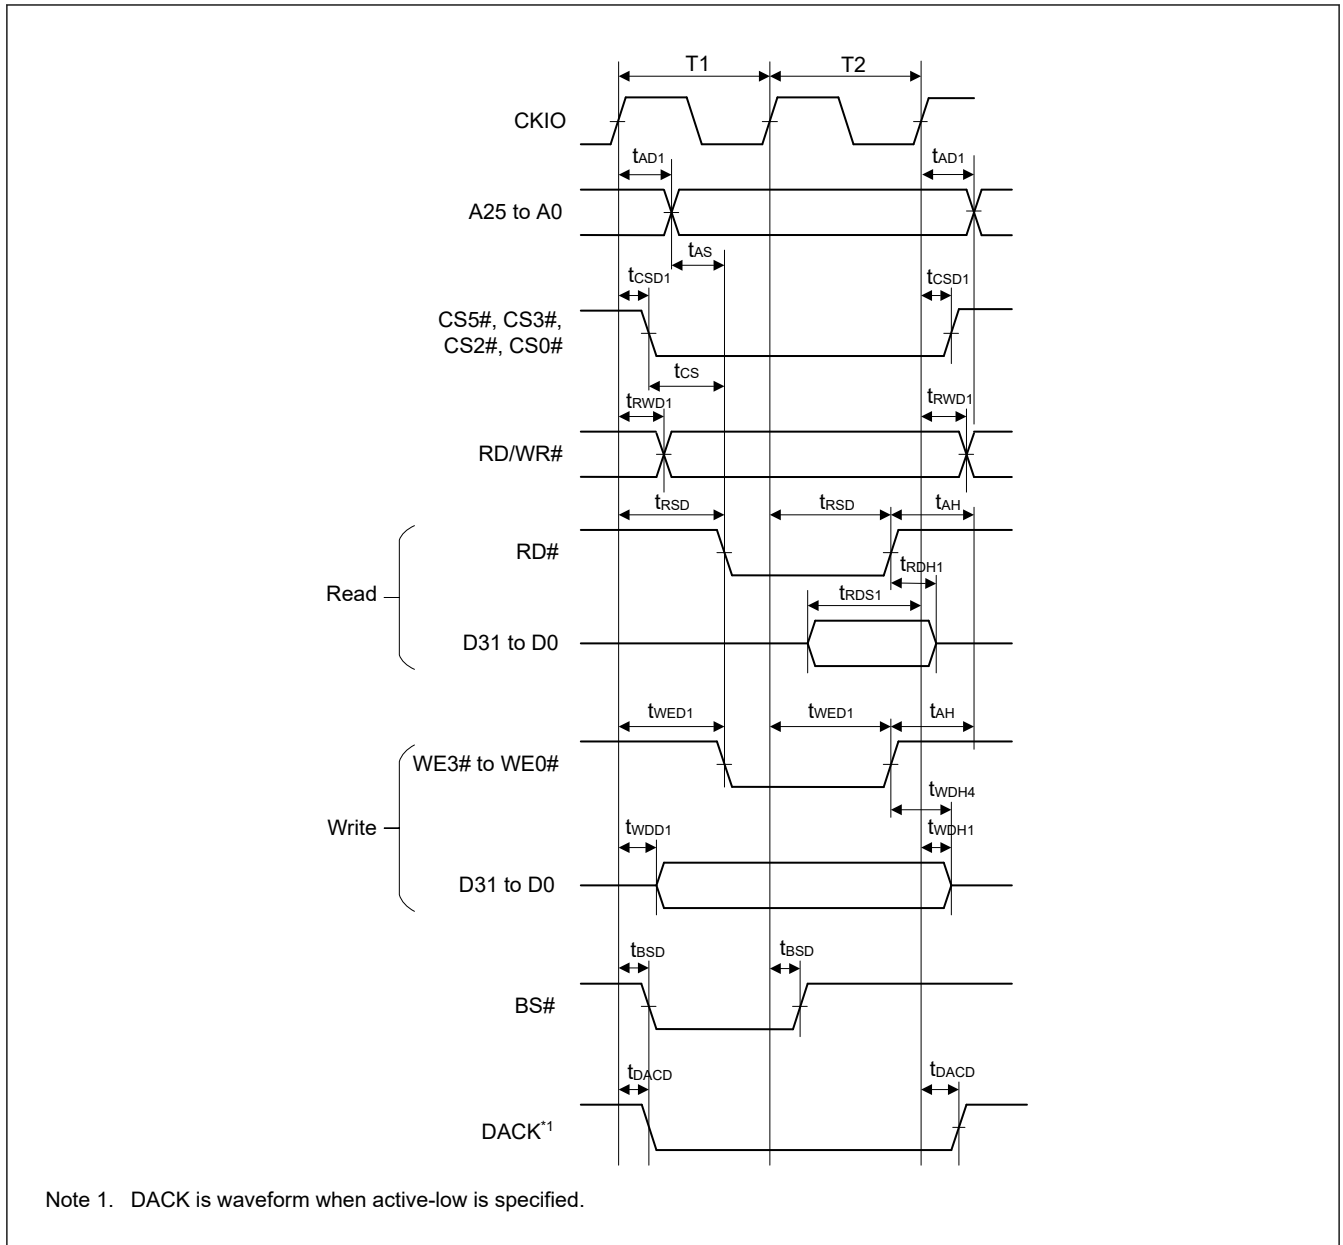 T1 T2
CKIO
tAD1 tAD1
A25 to A0
tAS
tCSD1 tCSD1
CS5#, CS3#,
CS2#, CS0#
tCS
tRWD1 tRWD1
RD/WR#
tRSD tRSD tAH
RD#
tRDH1
Read
tRDS1
D31 to D0
tWED1 tWED1 tAH
WE3# to WE0#
tWDH4
Write
tWDD1 tWDH1
D31 to D0
tBSD tBSD
BS#
tDACD tDACD
DACK*1
Note 1. DACK is waveform when active-low is specified.